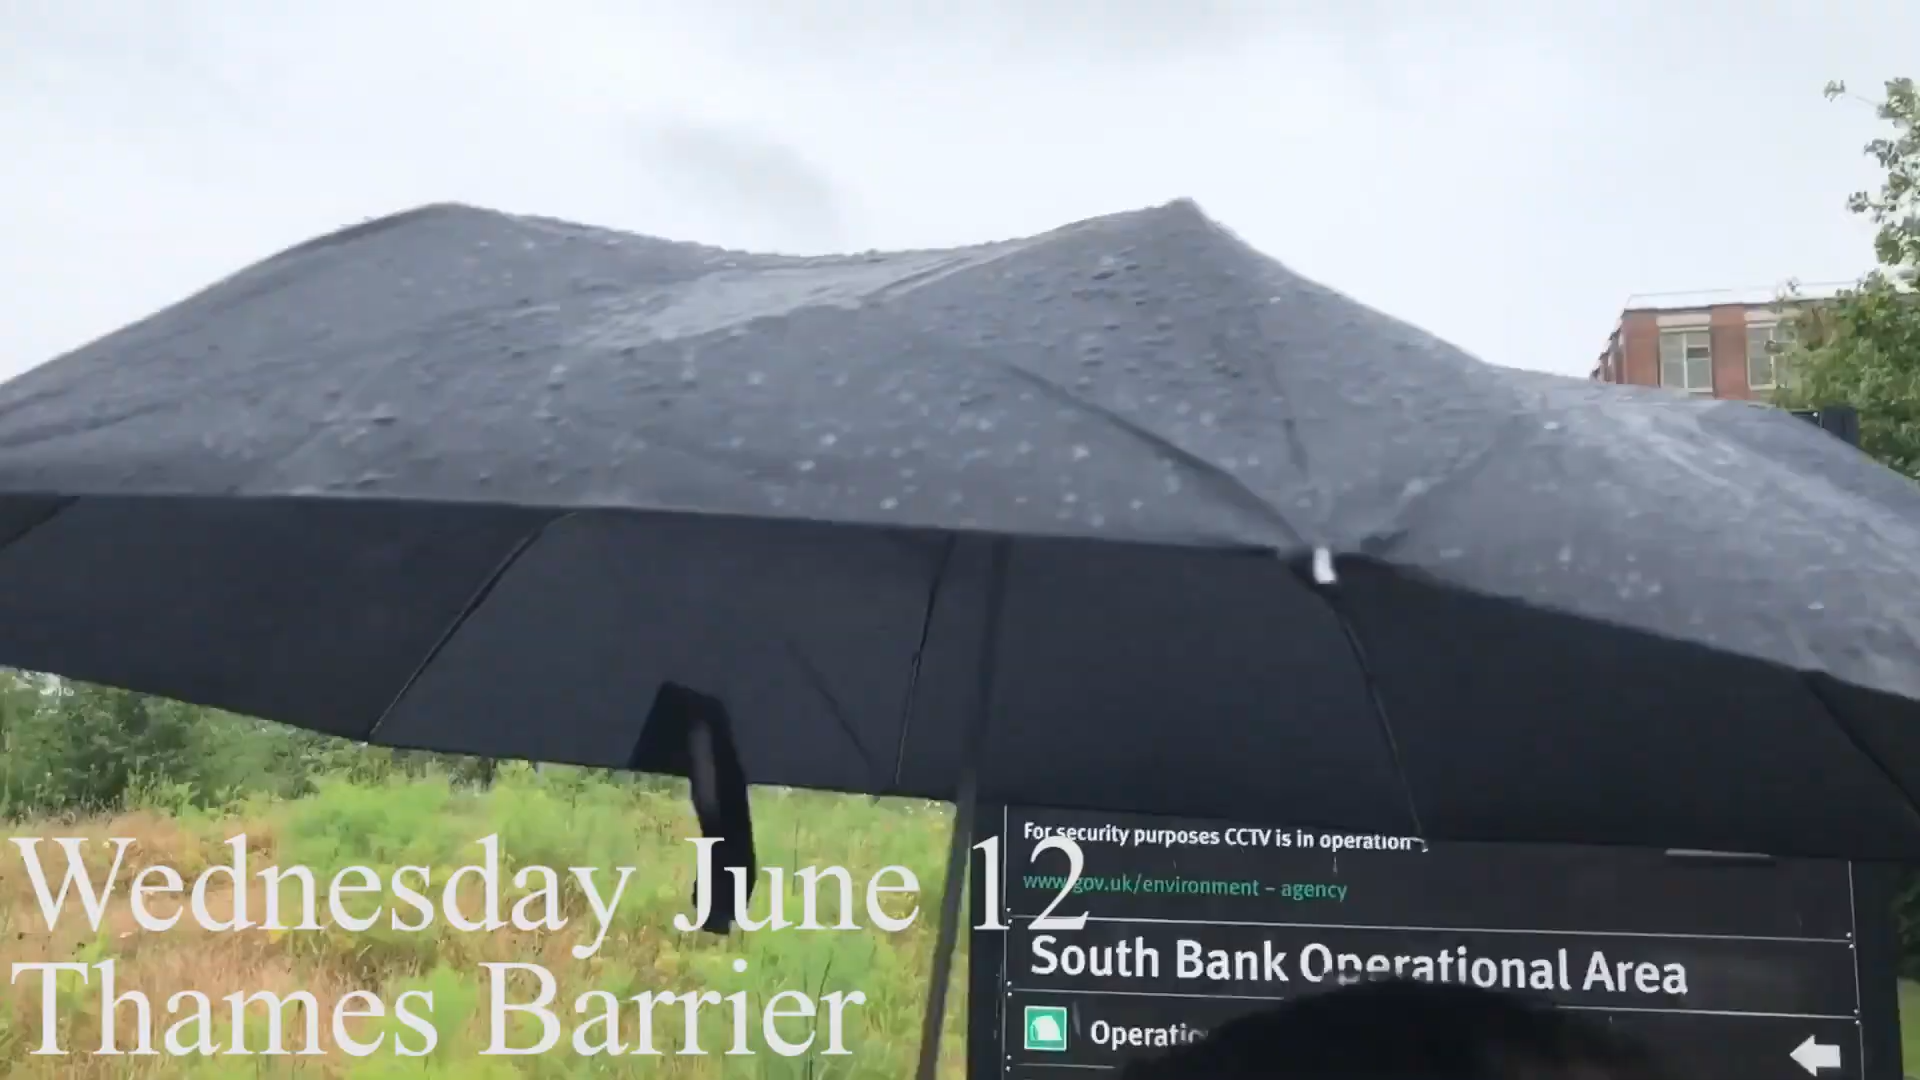 For security purposes CCTV is in operation
www.gov.uk/environment – agency
South Bank Operational Area
Wednesday June 12
Thames Barrier